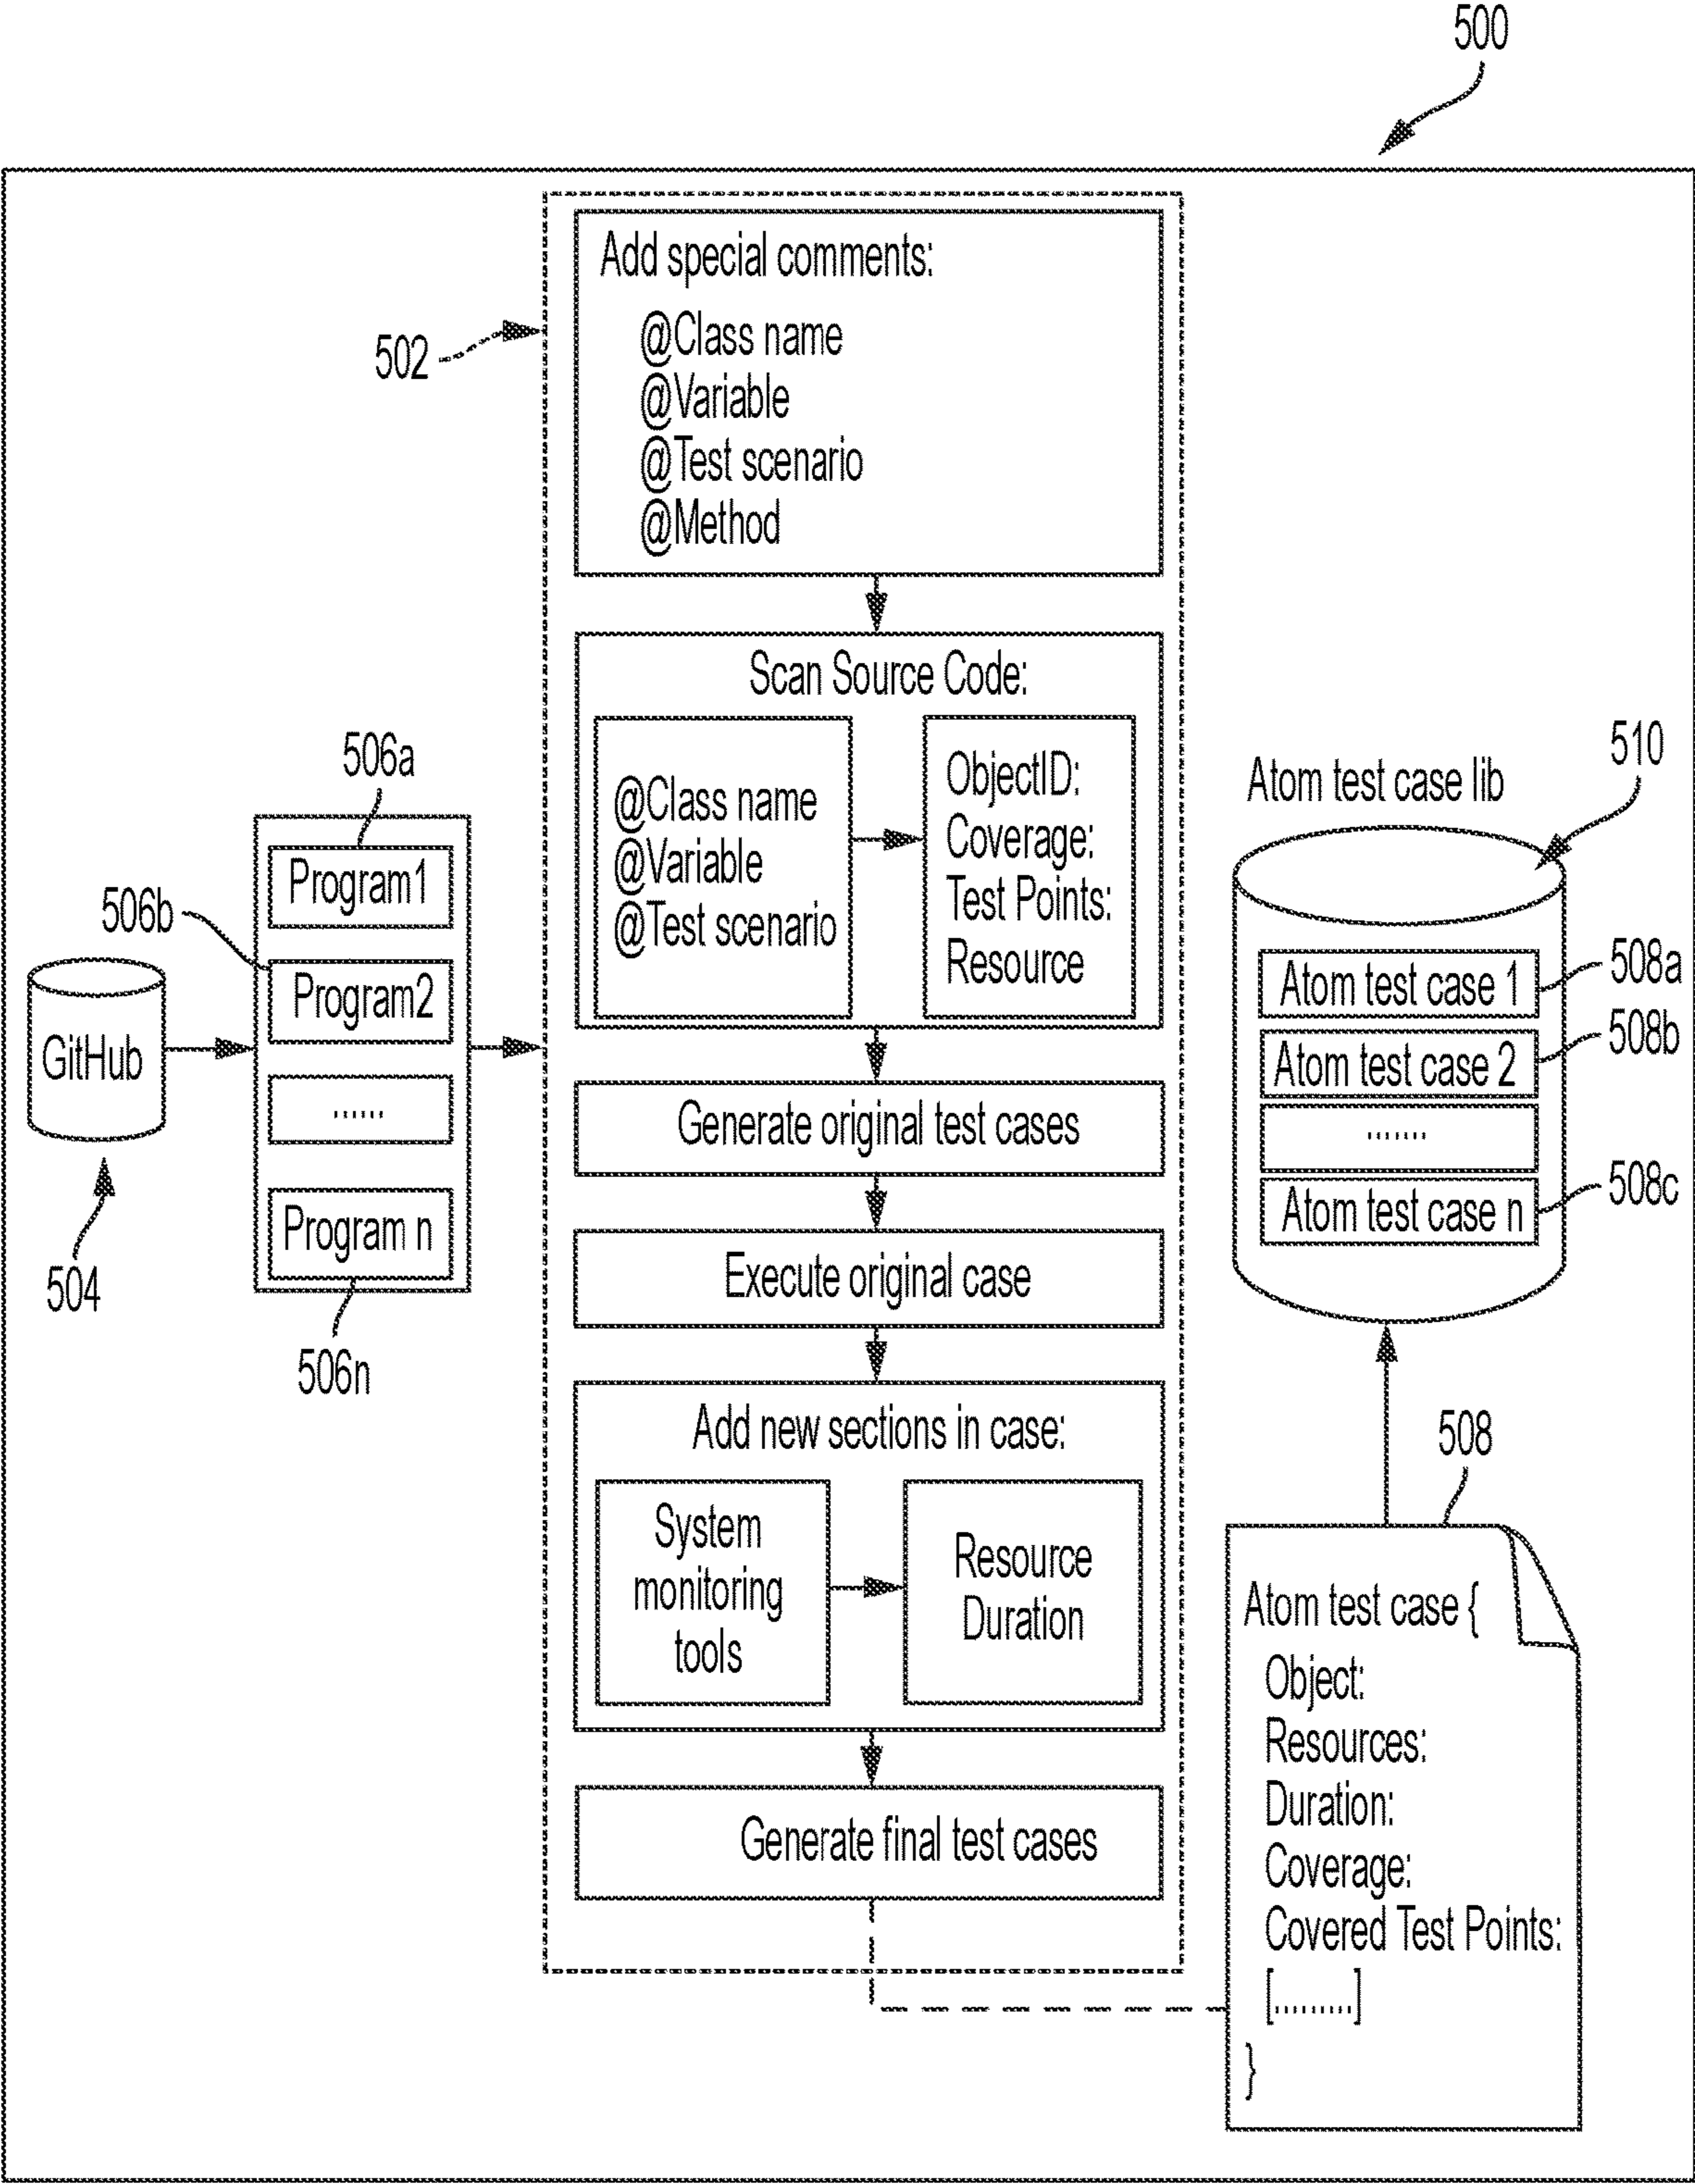 500
502
Add special comments:
@Class name
@Variable
@Test scenario
@Method
Scan Source Code:
@Class name
@Variable
@Test scenario
ObjectID:
Coverage:
Test Points:
Resource
Generate original test cases
Execute original case
Add new sections in case:
System
monitoring
tools
Resource
Duration
Generate final test cases
506a
506b
Program1
Program2
......
Program n
506n
GitHub
504
510
Atom test case lib
Atom test case 1
508a
Atom test case 2
508b
.......
Atom test case n
508c
508
Atom test case {
Object:
Resources:
Duration:
Coverage:
Covered Test Points:
[.........]
}